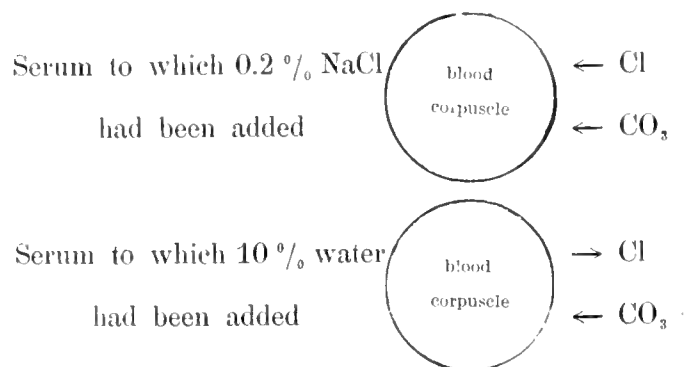 Serum to which 0.2 % NaCl
had been added
blood
corpuscle
← Cl
← CO₃
Serum to which 10 % water
had been added
blood
corpuscle
→ Cl
← CO₃